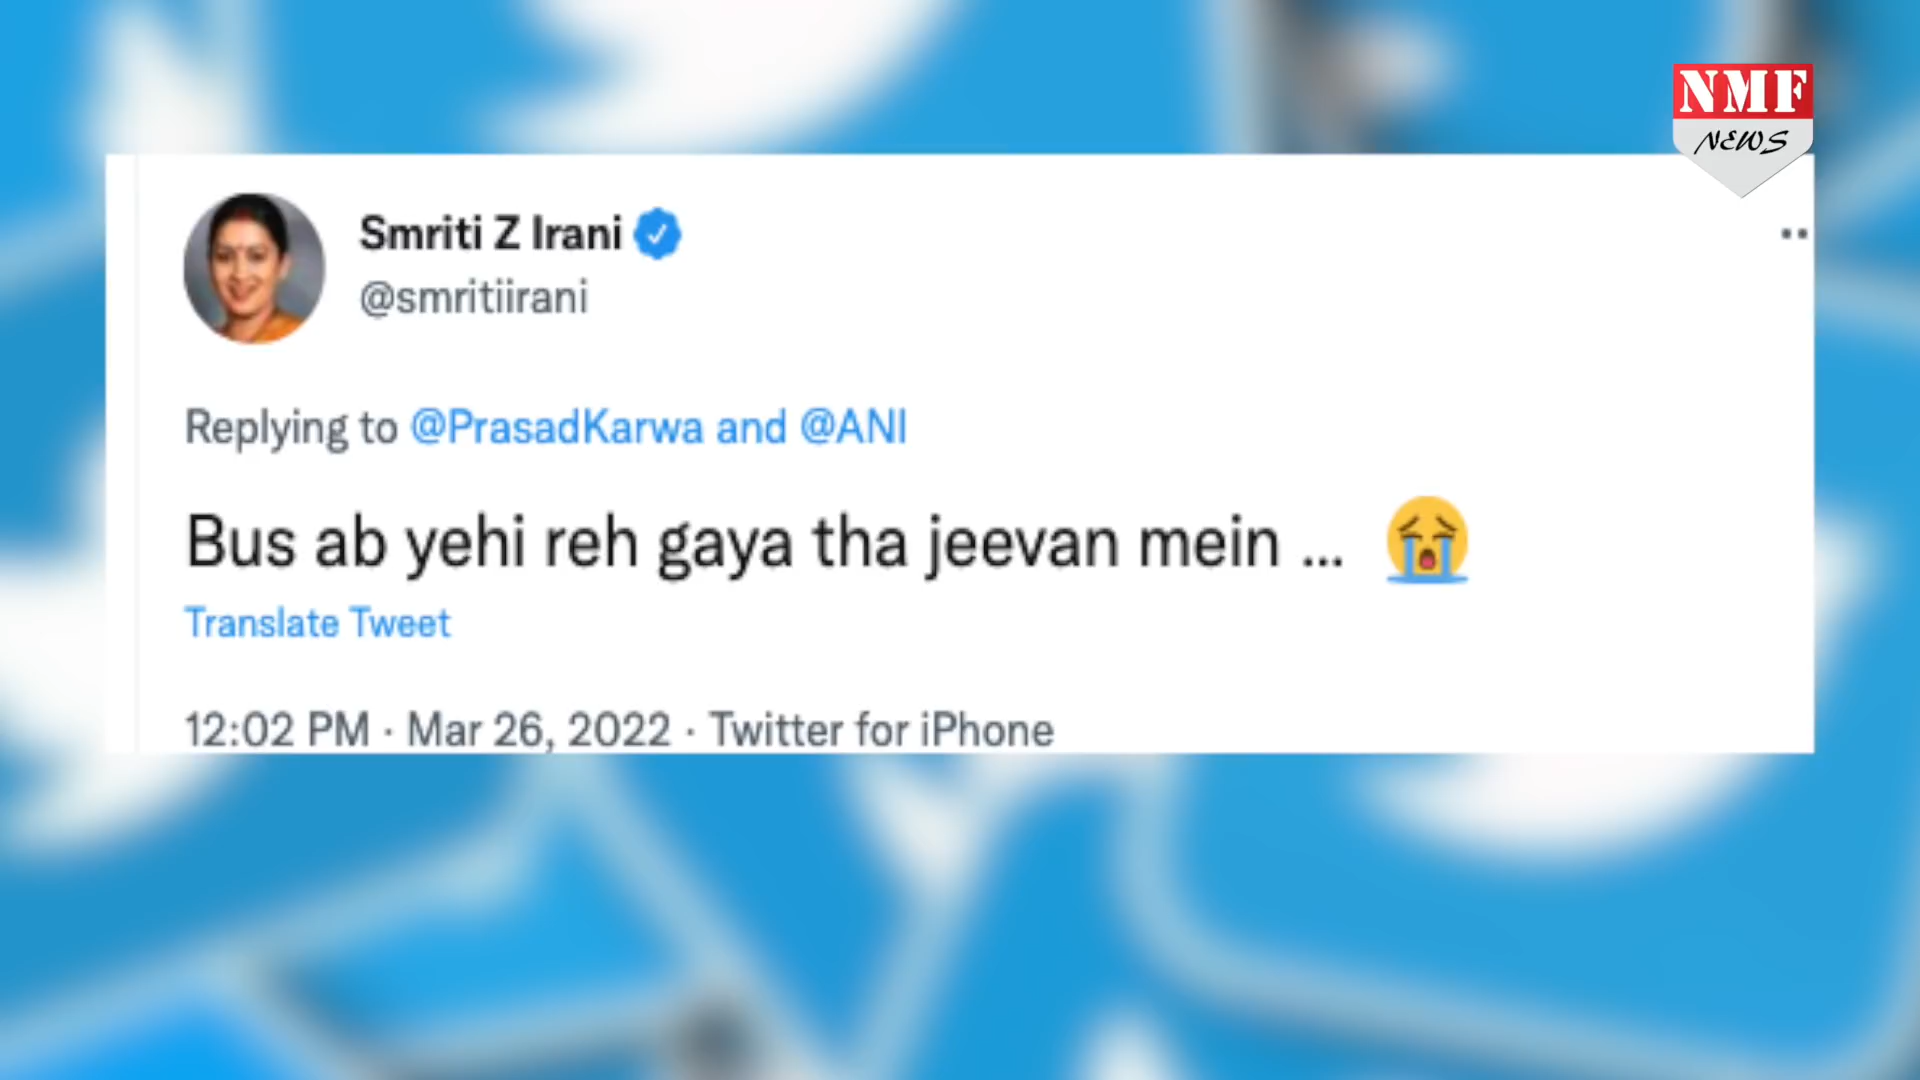 NMF
NEWS
Smriti Z Irani
@smritiirani
Replying to @PrasadKarwa and @ANI
Bus ab yehi reh gaya tha jeevan mein ... 😭
Translate Tweet
12:02 PM · Mar 26, 2022 · Twitter for iPhone